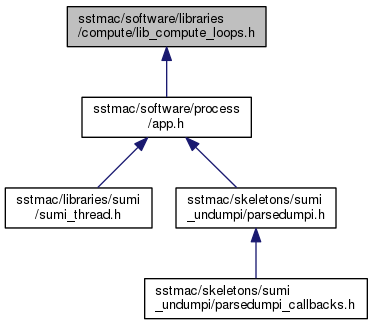 sstmac/software/libraries
/compute/lib_compute_loops.h
sstmac/software/process
/app.h
sstmac/libraries/sumi
/sumi_thread.h
sstmac/skeletons/sumi
_undumpi/parsedumpi.h
sstmac/skeletons/sumi
_undumpi/parsedumpi_callbacks.h